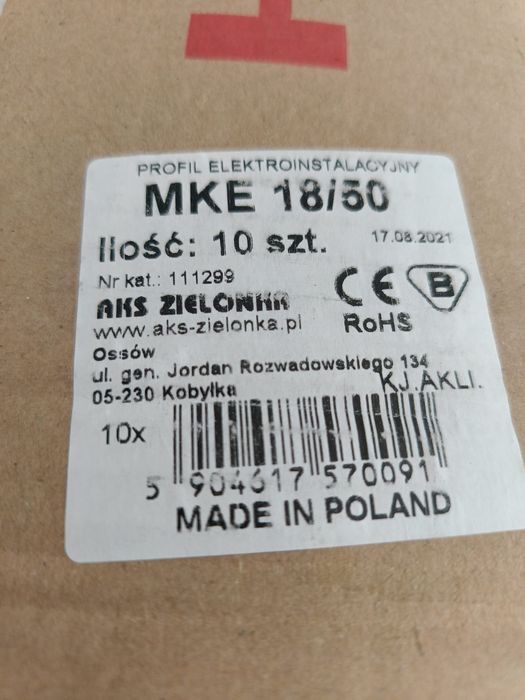 PROFIL ELEKTROINSTALACYJNY
MKE 18/50
Ilość: 10 szt.
17.08.2021
Nr kat.: 111299
AKS ZIELONKA
www.aks-zielonka.pl
CE
B
RoHS
Ossów
ul. gen. Jordan Rozwadowskiego 134
05-230 Kobyłka
KJ.AKLI.
10x
5 904617 570091
MADE IN POLAND